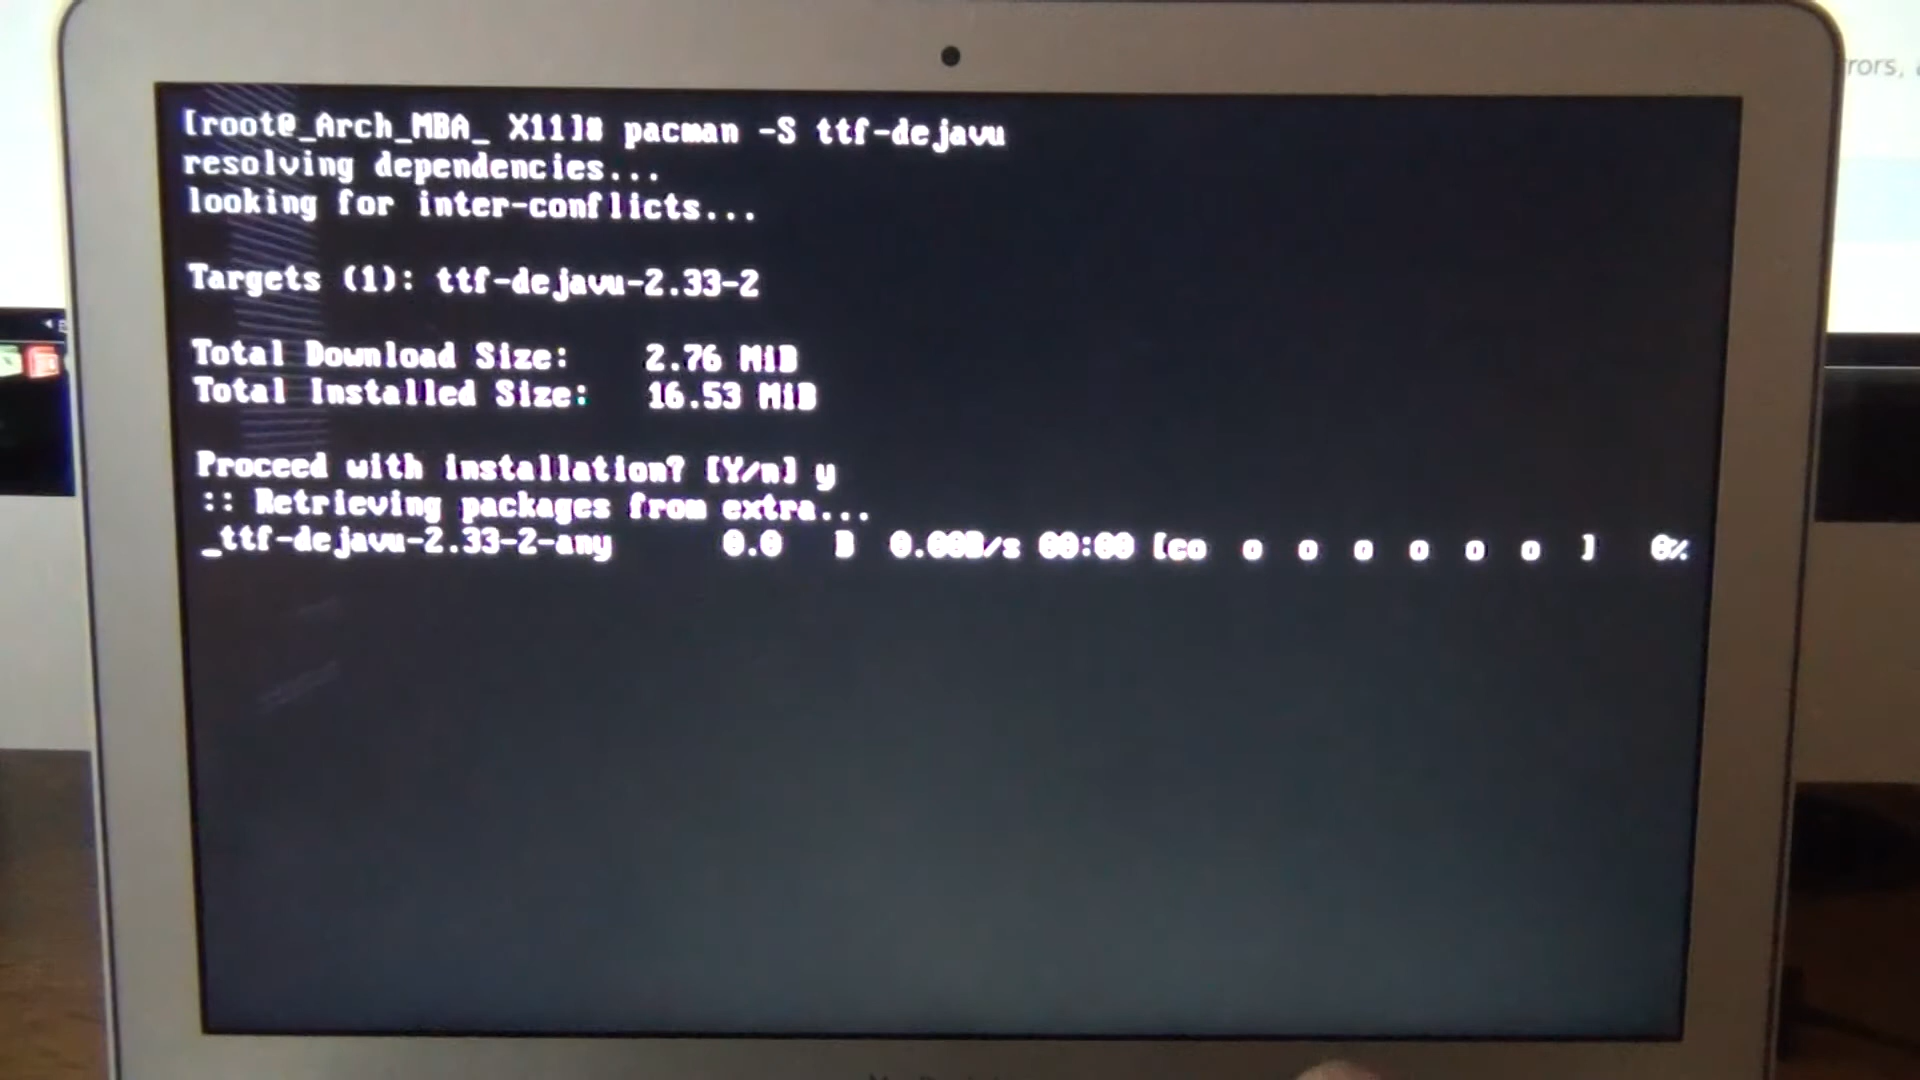 rors,
[root@_Arch_MBA_ X11]# pacman -S ttf-dejavu
resolving dependencies...
looking for inter-conflicts...
Targets (1): ttf-dejavu-2.33-2
Total Download Size:    2.76 MiB
Total Installed Size:   16.53 MiB
Proceed with installation? [Y/n] y
:: Retrieving packages from extra...
_ttf-dejavu-2.33-2-any      0.0   B  0.00B/s 00:00 [co  o  o  o  o  o  o  ]   0%